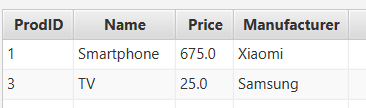 ProdID Name Price Manufacturer
1 Smartphone 675.0 Xiaomi
3 TV 25.0 Samsung